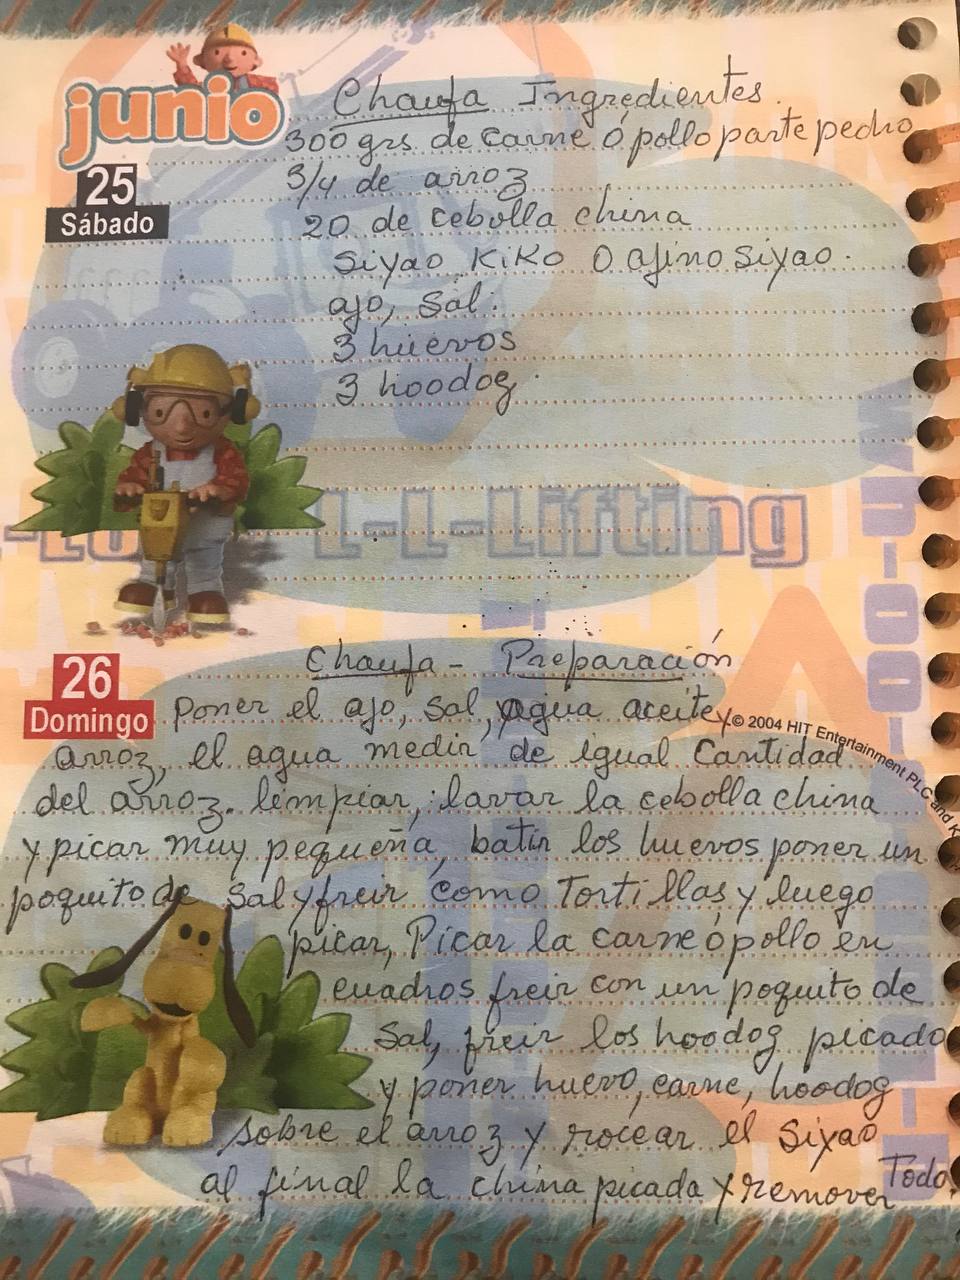 junio
Chaufa Ingredientes.
300 grs de carne ó pollo parte pecho
25
3/4 de arroz
Sábado
20 de cebolla china
Siyao KiKo O ajinosiyao.
ajo, Sal.
3 huevos
3 hoodog.
L-L-Lifting
Chaufa - Preparación
26
Domingo
Poner el ajo, Sal, agua aceite y
© 2004 HIT Entertainment PLC and K
arroz, el agua medir, de igual Cantidad
del arroz. limpiar, lavar la cebolla china
y picar muy pequeña, batir los huevos poner un
poquito de Sal y freir como Tortillas y luego
picar, Picar la carne ó pollo en
cuadros freir con un poquito de
Sal, freir los hoodog picado
y poner huevo, carne, hoodog
sobre el arroz y rocear el Siyao
al final la china picada y remover Todo.